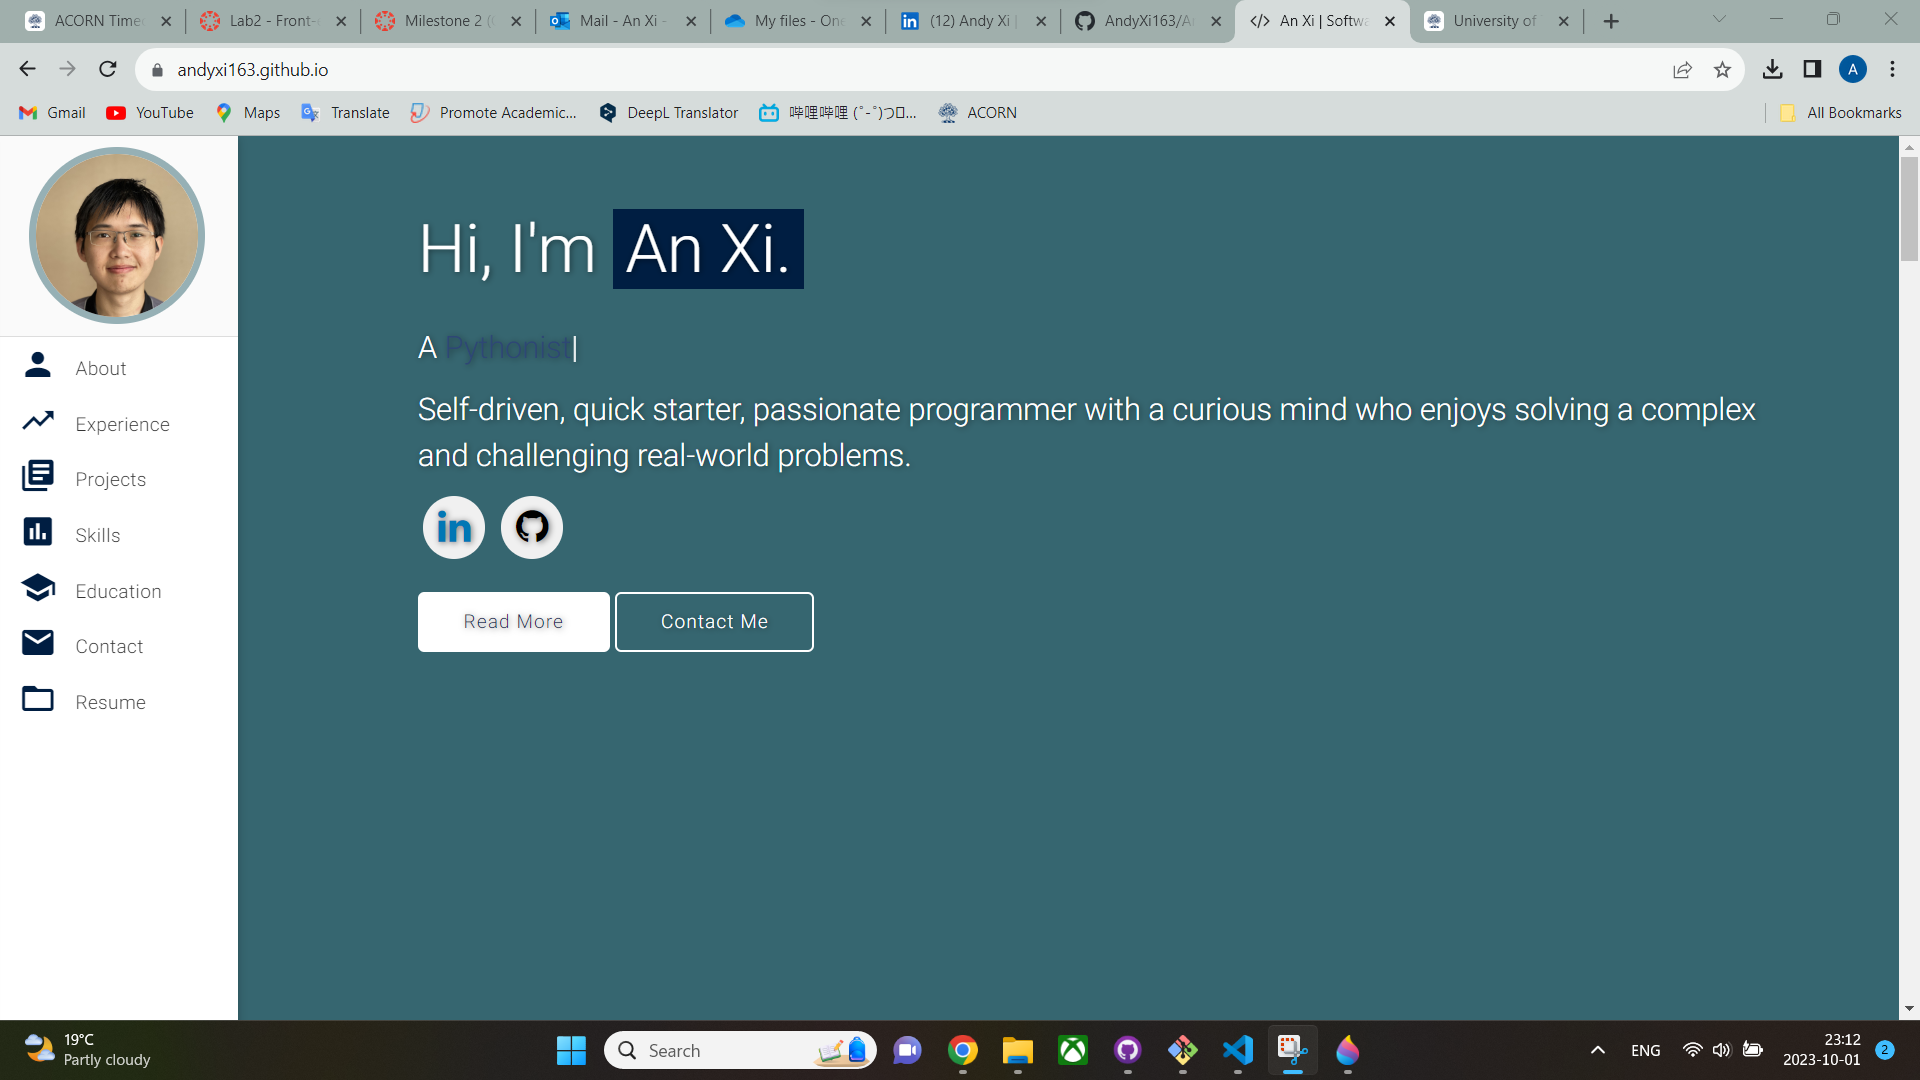 ACORN Time
Lab2 - Front-
Milestone 2 (
Mail - An Xi -
My files - One
(12) Andy Xi |
AndyXi163/A
An Xi | Softwa
University of
andyxi163.github.io
A
Gmail
YouTube
Maps
Translate
Promote Academic...
DeepL Translator
哔哩哔哩 (゜-゜)つ...
ACORN
All Bookmarks
Hi, I'm An Xi.
A Pythonist|
Self-driven, quick starter, passionate programmer with a curious mind who enjoys solving a complex
and challenging real-world problems.
in
Read More
Contact Me
About
Experience
Projects
Skills
Education
Contact
Resume
19°C
Partly cloudy
Search
ENG
23:12
2023-10-01
2